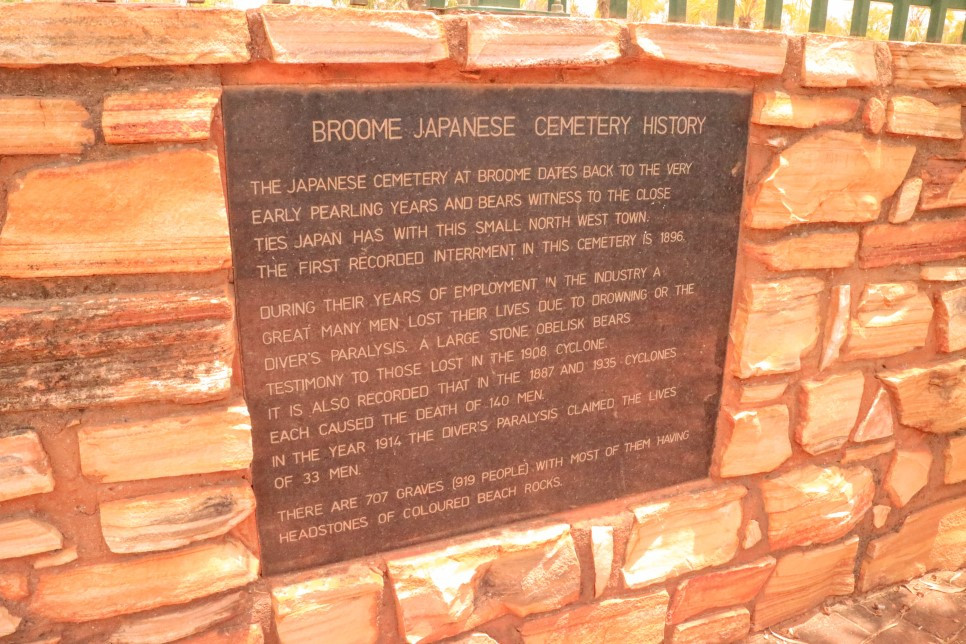 BROOME JAPANESE CEMETERY HISTORY
THE JAPANESE CEMETERY AT BROOME DATES BACK TO THE VERY
EARLY PEARLING YEARS AND BEARS WITNESS TO THE CLOSE
TIES JAPAN HAS WITH THIS SMALL NORTH WEST TOWN.
THE FIRST RECORDED INTERRMENT IN THIS CEMETERY IS 1896.
DURING THEIR YEARS OF EMPLOYMENT IN THE INDUSTRY A
GREAT MANY MEN LOST THEIR LIVES DUE TO DROWNING OR THE
DIVER'S PARALYSIS. A LARGE STONE OBELISK BEARS
TESTIMONY TO THOSE LOST IN THE 1908 CYCLONE.
IT IS ALSO RECORDED THAT IN THE 1887 AND 1935 CYCLONES
EACH CAUSED THE DEATH OF 140 MEN.
IN THE YEAR 1914 THE DIVER'S PARALYSIS CLAIMED THE LIVES
OF 33 MEN.
THERE ARE 707 GRAVES (919 PEOPLE) WITH MOST OF THEM HAVING
HEADSTONES OF COLOURED BEACH ROCKS.